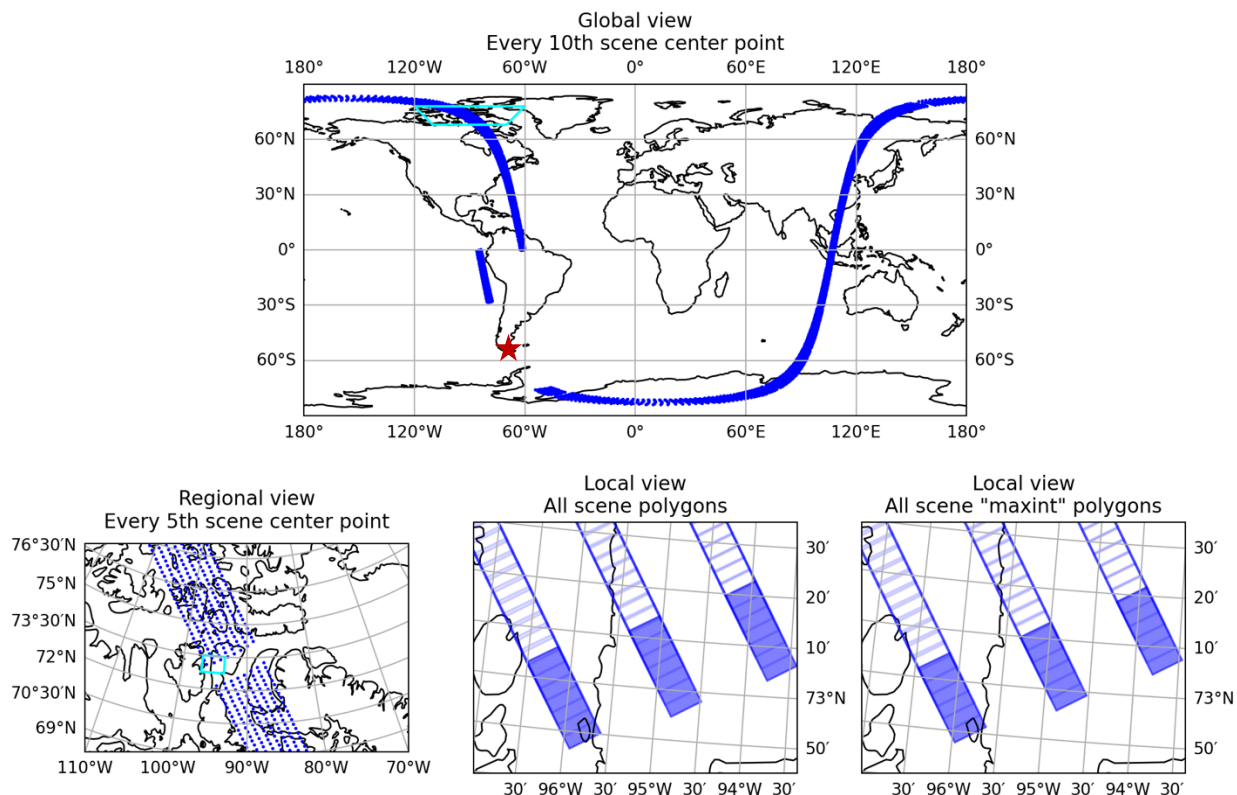 Global view
Every 10th scene center point
180° 120°W 60°W 0° 60°E 120°E 180°
60°N 60°N
30°N 30°N
0° 0°
30°S 30°S
60°S 60°S
180° 120°W 60°W 0° 60°E 120°E 180°
Regional view
Every 5th scene center point
76°30′N
75°N
73°30′N
72°N
70°30′N
69°N
110°W 100°W 90°W 80°W 70°W
Local view
All scene polygons
30′
20′
10′
73°N
50′
30′ 96°W 30′ 95°W 30′ 94°W 30′
Local view
All scene "maxint" polygons
30′
20′
10′
73°N
50′
30′ 96°W 30′ 95°W 30′ 94°W 30′